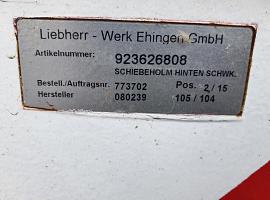 Liebherr - Werk Ehingen GmbH
Artikelnummer: 923626808
SCHIEBEHOLM HINTEN SCHWK.
Bestell./Auftragsnr. 773702 Pos. 2/15
Hersteller 080239 105/104